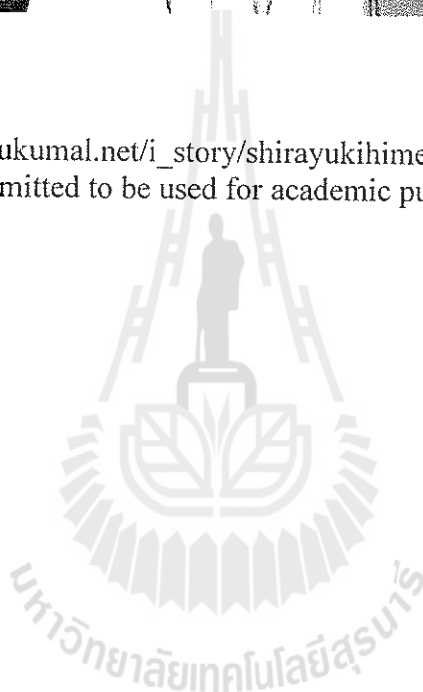 ukumal.net/i_story/shirayukihime
mitted to be used for academic pu
มหาวิทยาลัยเทคโนโลยีสุรนารี